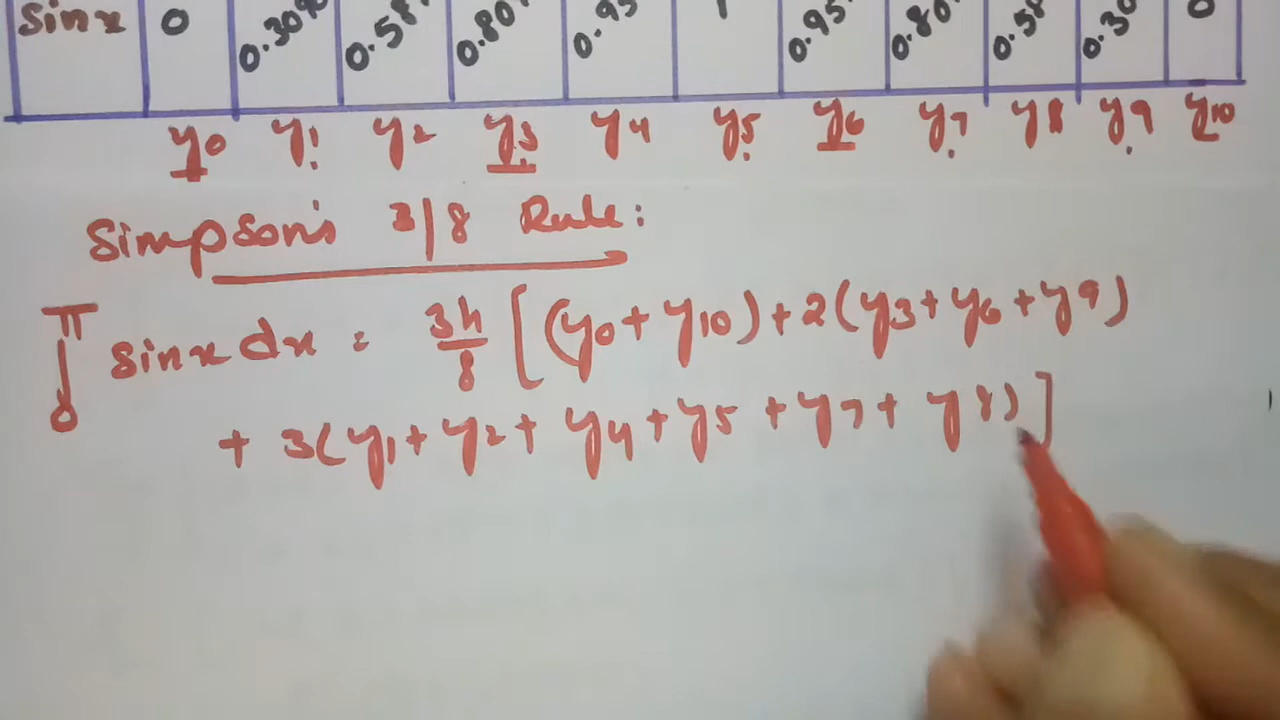 Sinx 0 0.309 0.58 0.80 0.95 1 0.95 0.80 0.58 0.30 0
y0 y1 y2 y3 y4 y5 y6 y7 y8 y9 y10
Simpson's 3/8 Rule:
∫0^π sinx dx = 3h/8 [(y0 + y10) + 2(y3 + y6 + y9)
+ 3(y1 + y2 + y4 + y5 + y7 + y8)]